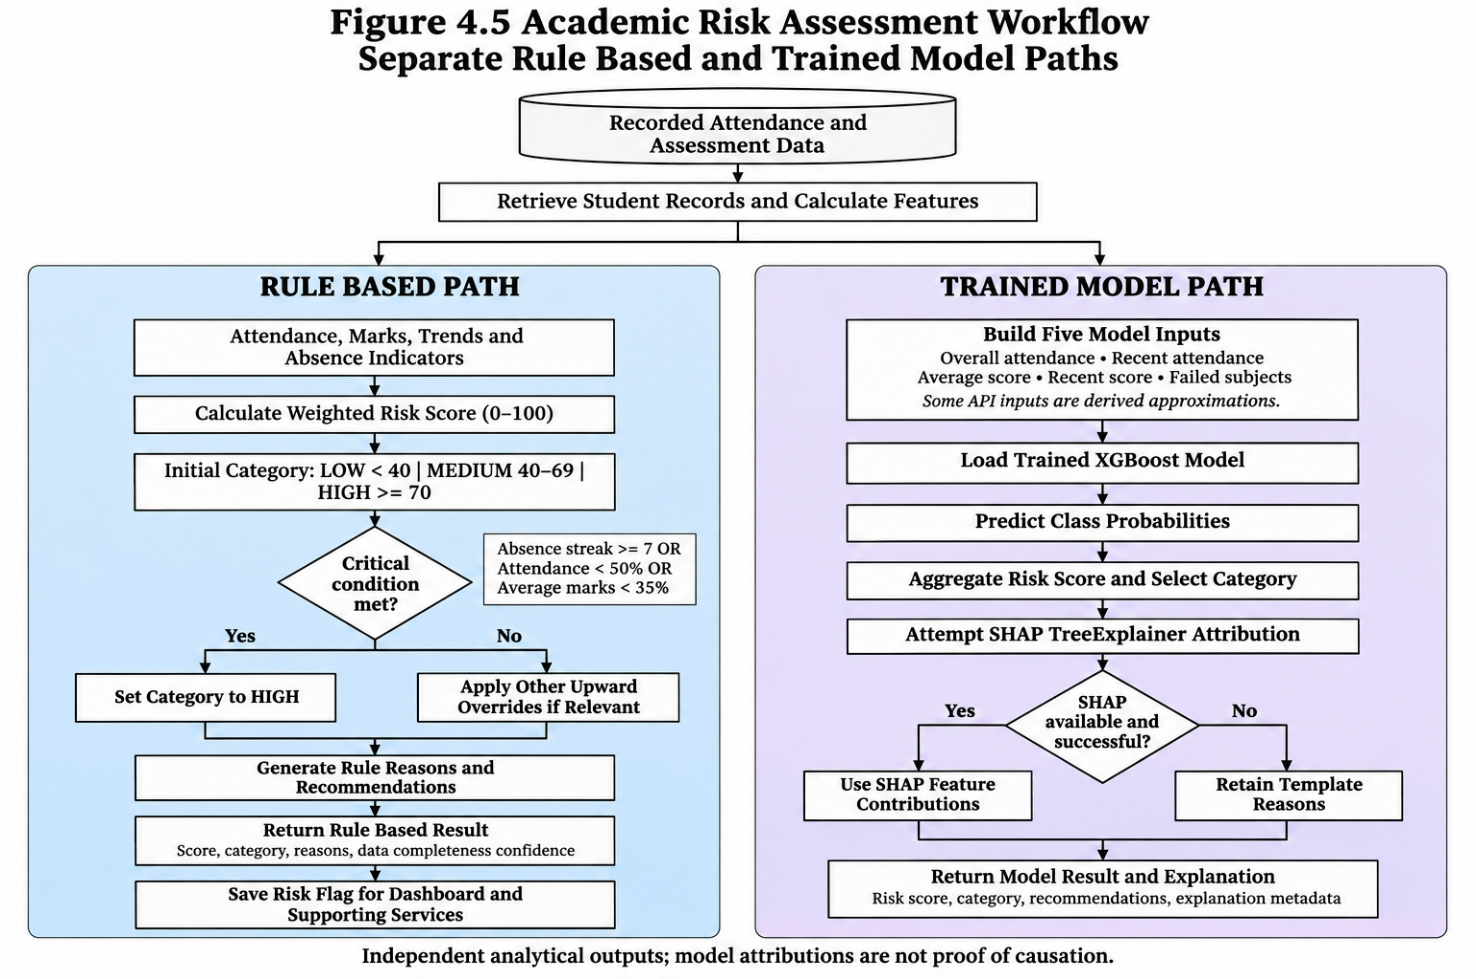 Figure 4.5 Academic Risk Assessment Workflow
Separate Rule Based and Trained Model Paths
Recorded Attendance and
Assessment Data
Retrieve Student Records and Calculate Features
RULE BASED PATH
Attendance, Marks, Trends and
Absence Indicators
Calculate Weighted Risk Score (0–100)
Initial Category: LOW < 40 | MEDIUM 40–69 |
HIGH >= 70
Critical
condition
met?
Absence streak >= 7 OR
Attendance < 50% OR
Average marks < 35%
Yes
No
Set Category to HIGH
Apply Other Upward
Overrides if Relevant
Generate Rule Reasons and
Recommendations
Return Rule Based Result
Score, category, reasons, data completeness confidence
Save Risk Flag for Dashboard and
Supporting Services
TRAINED MODEL PATH
Build Five Model Inputs
Overall attendance • Recent attendance
Average score • Recent score • Failed subjects
Some API inputs are derived approximations.
Load Trained XGBoost Model
Predict Class Probabilities
Aggregate Risk Score and Select Category
Attempt SHAP TreeExplainer Attribution
SHAP
available and
successful?
Yes
No
Use SHAP Feature
Contributions
Retain Template
Reasons
Return Model Result and Explanation
Risk score, category, recommendations, explanation metadata
Independent analytical outputs; model attributions are not proof of causation.